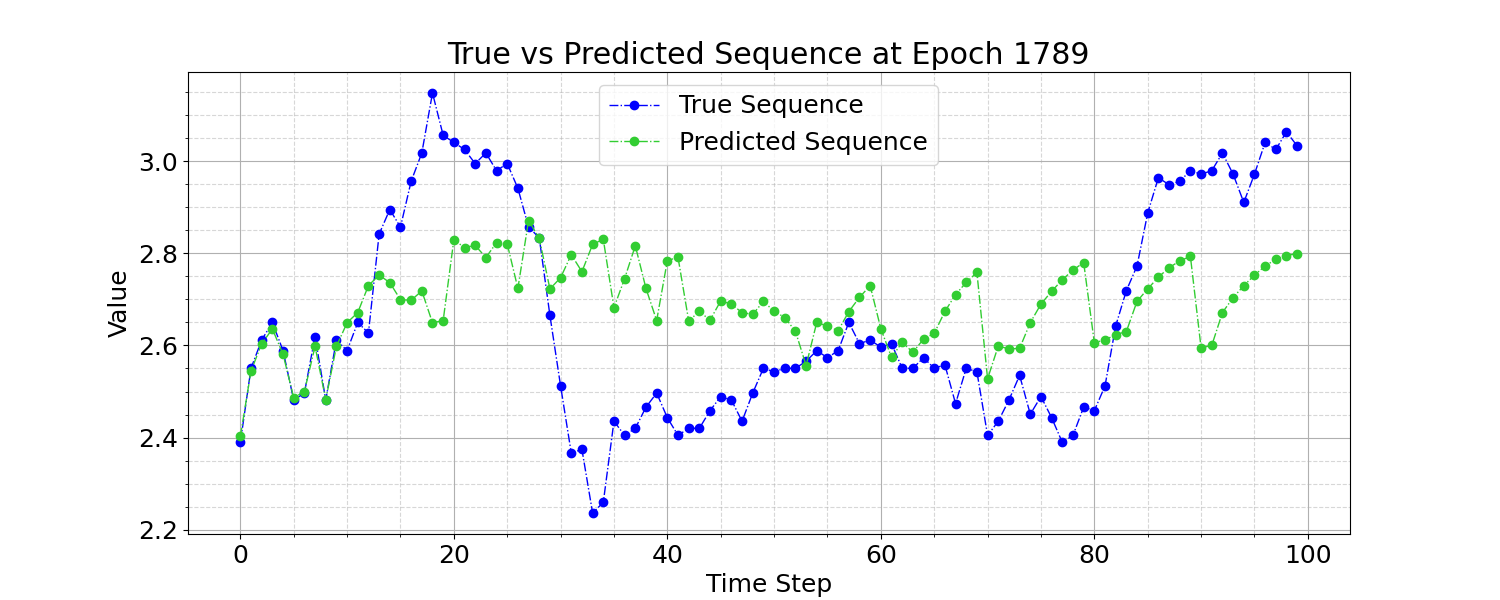 True vs Predicted Sequence at Epoch 1789
True Sequence
Predicted Sequence
3.0
2.8
2.6
2.4
2.2
Value
0 20 40 60 80 100
Time Step